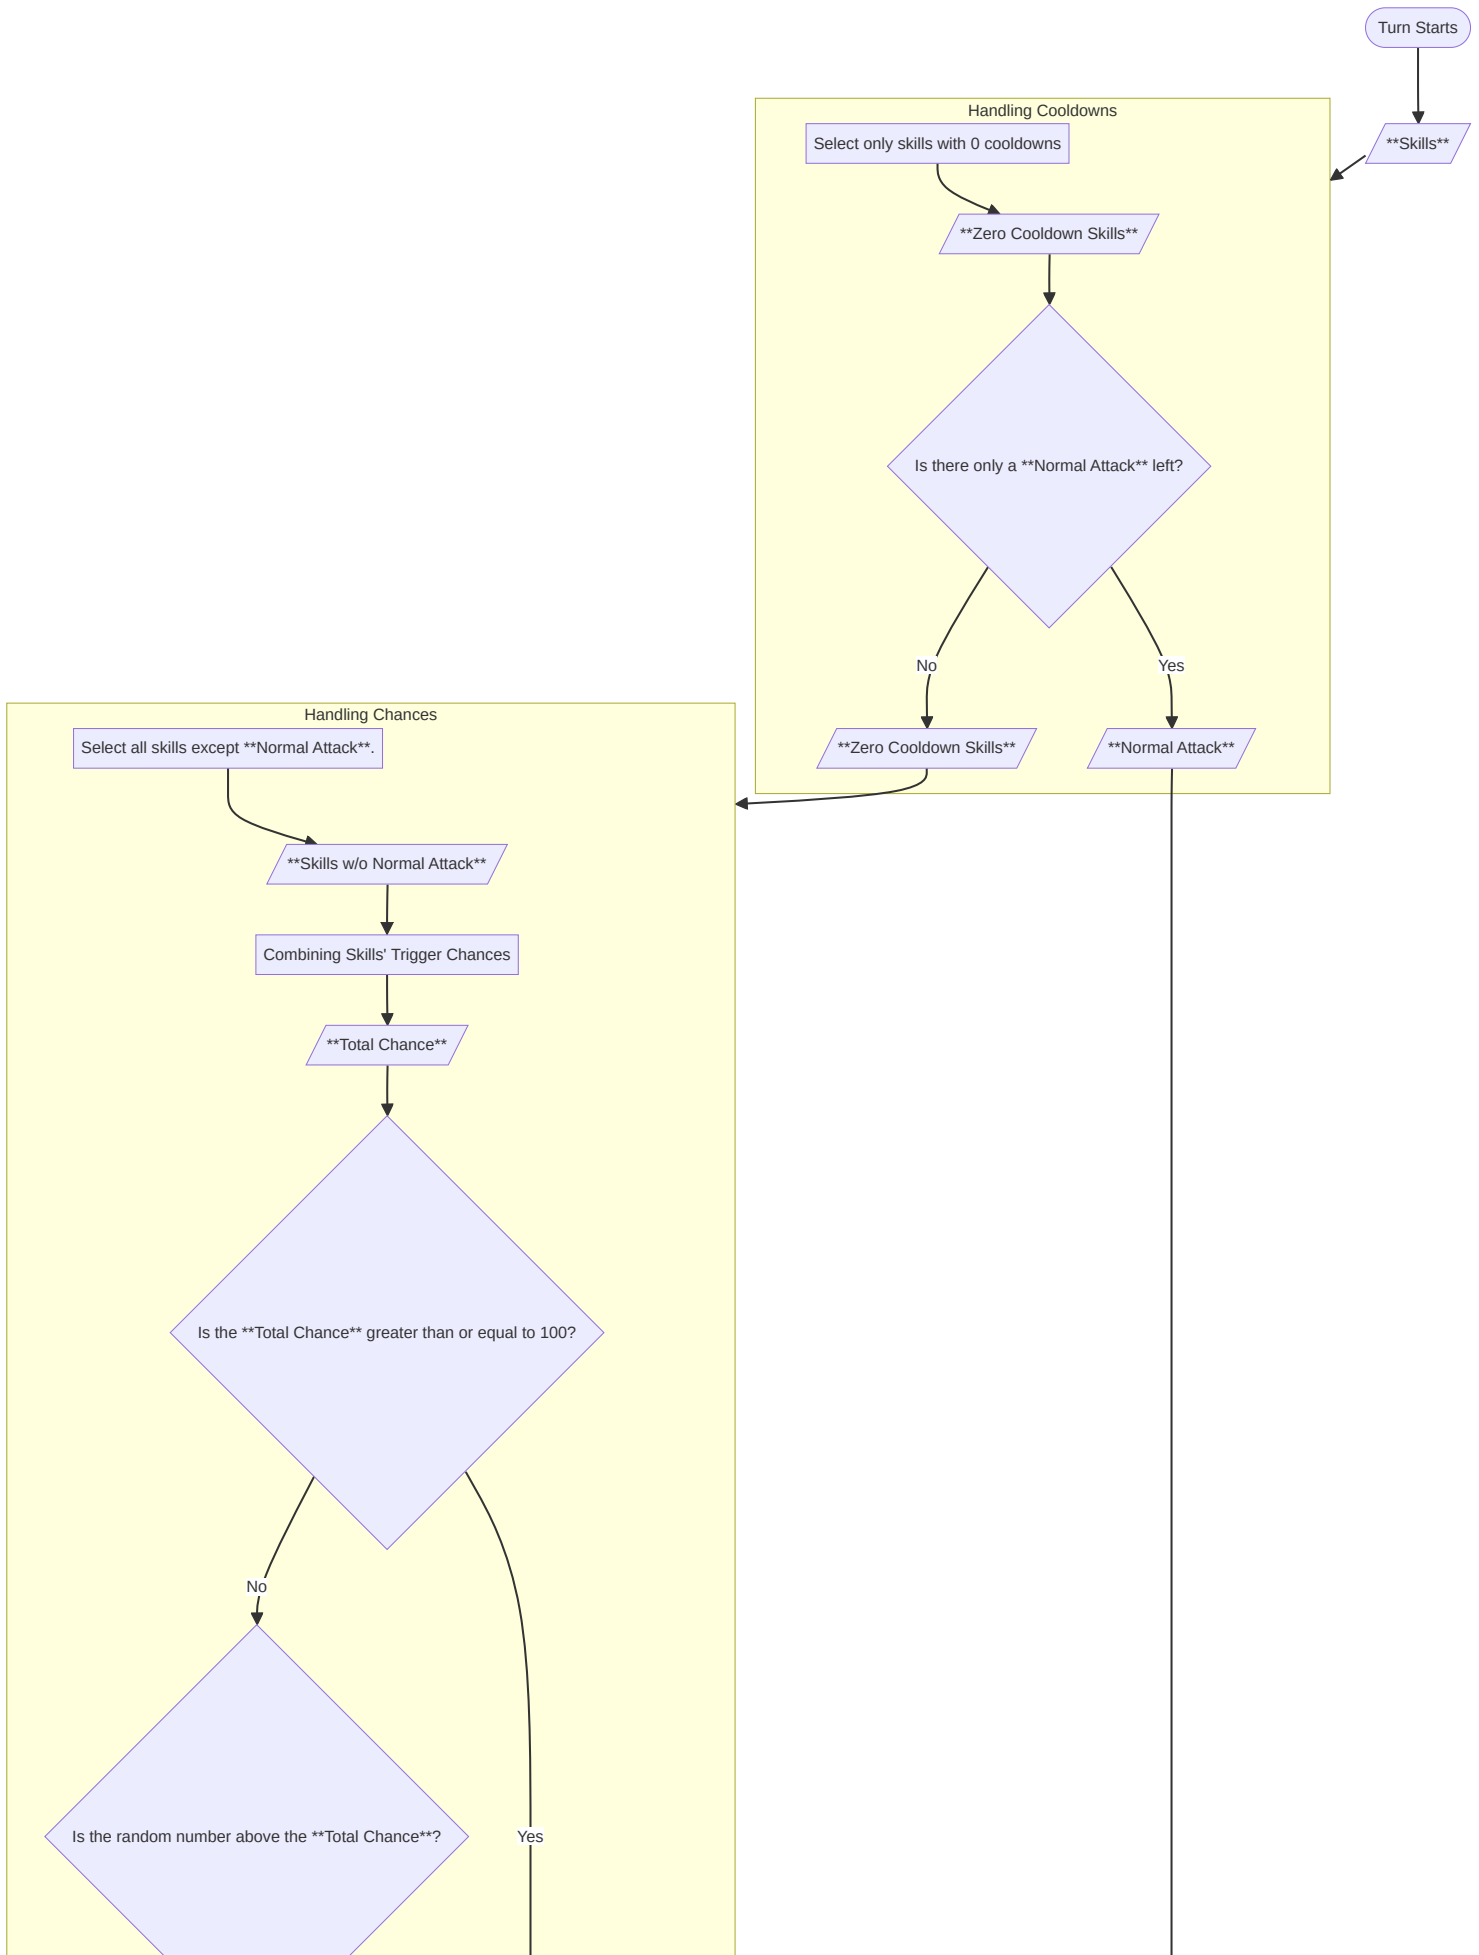 Turn Starts
**Skills**
Handling Cooldowns
Select only skills with 0 cooldowns
**Zero Cooldown Skills**
Is there only a **Normal Attack** left?
No
Yes
**Zero Cooldown Skills**
**Normal Attack**
Handling Chances
Select all skills except **Normal Attack**.
**Skills w/o Normal Attack**
Combining Skills' Trigger Chances
**Total Chance**
Is the **Total Chance** greater than or equal to 100?
No
Is the random number above the **Total Chance**?
Yes